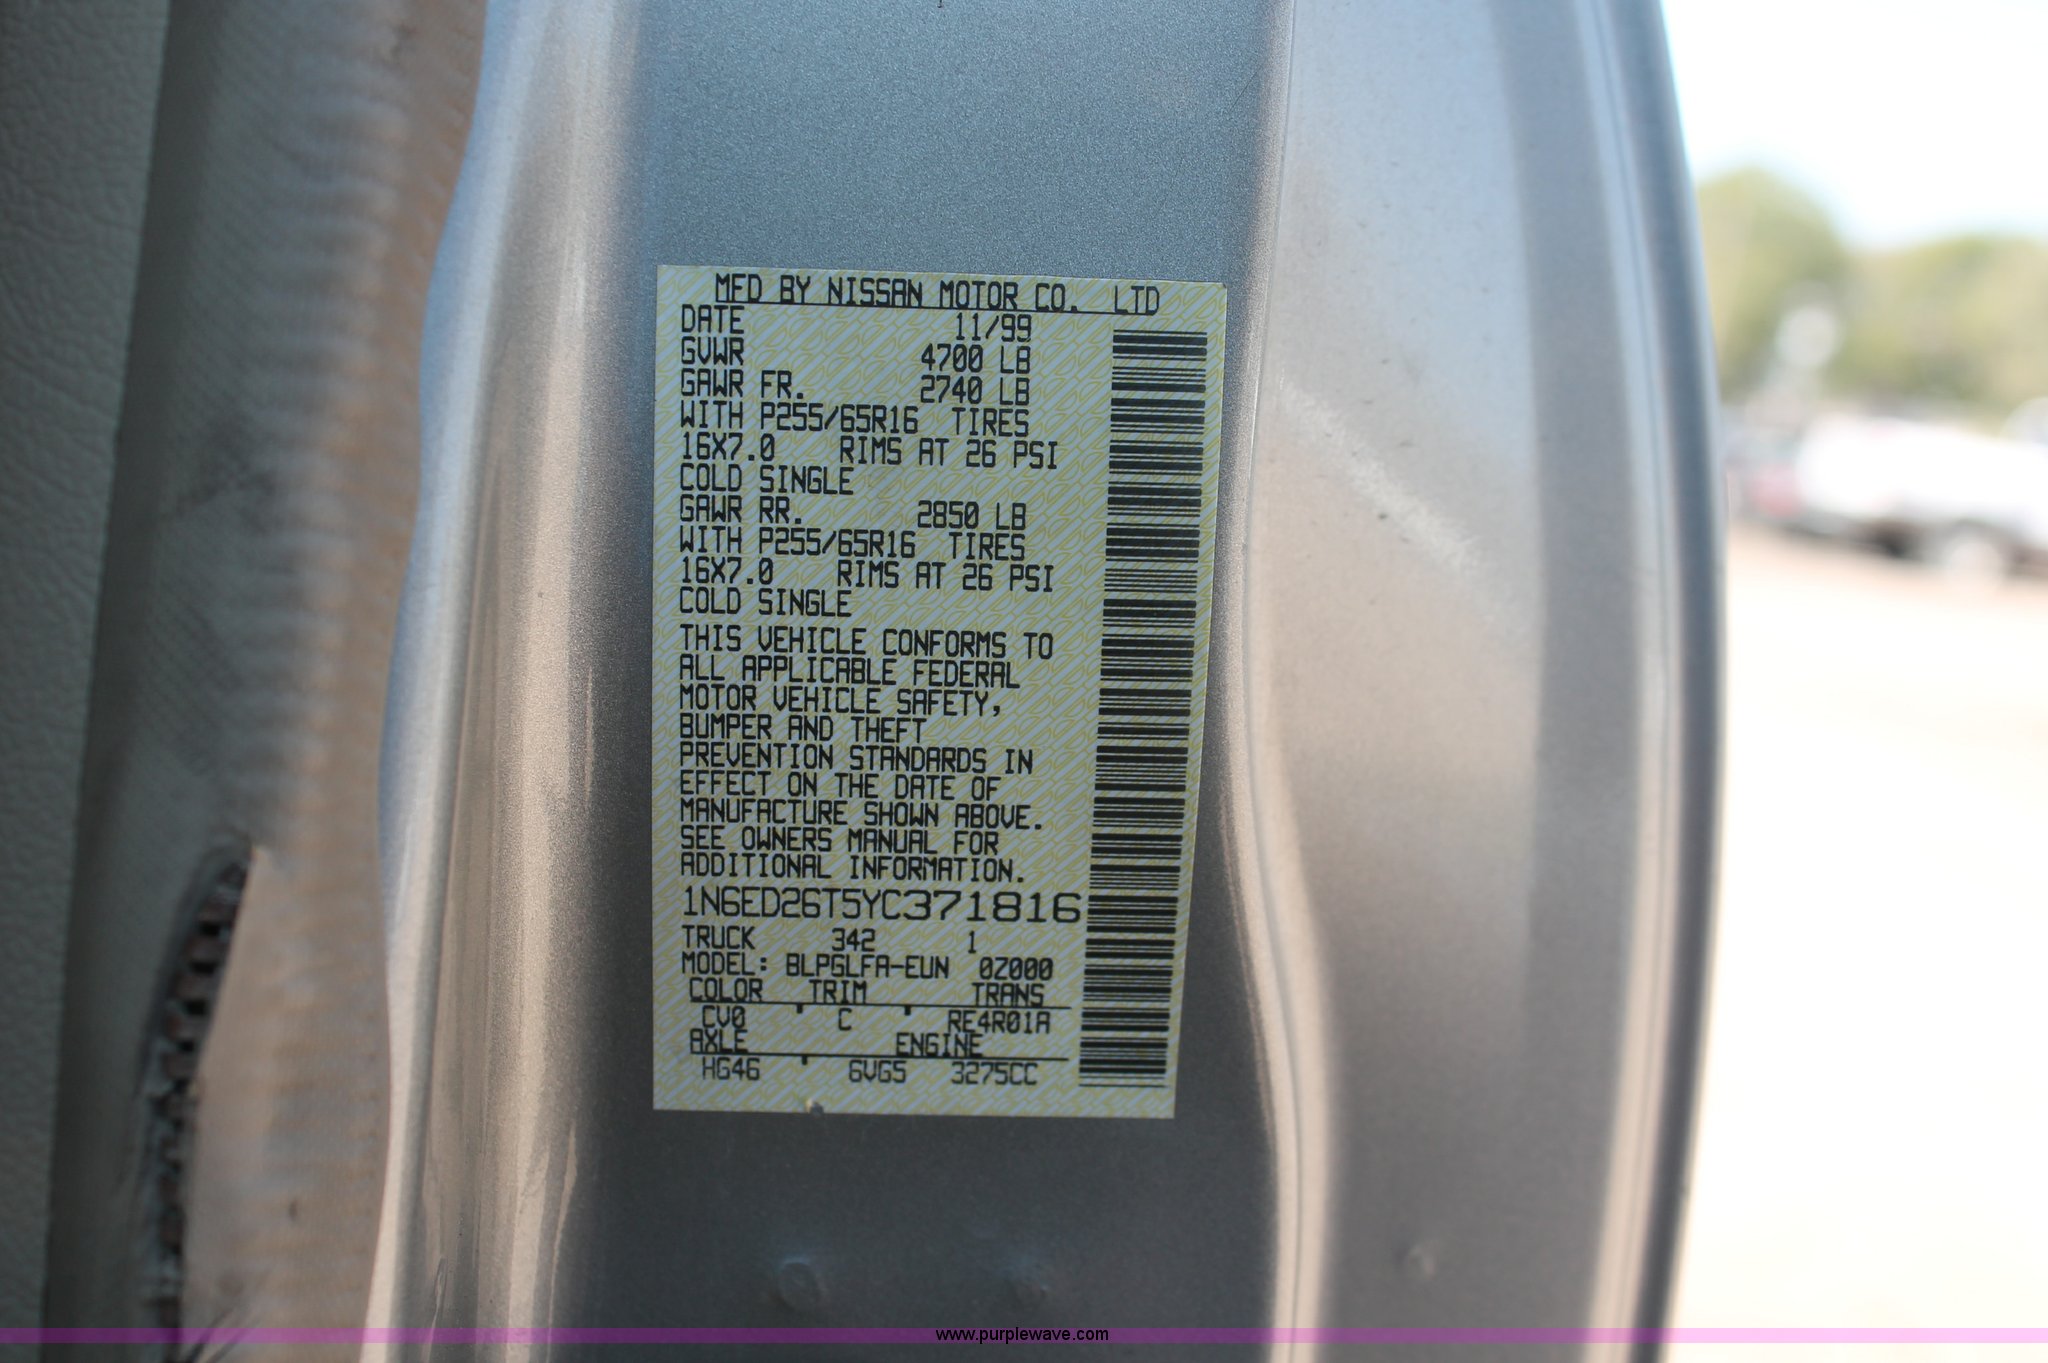 MFD BY NISSAN MOTOR CO. LTD
DATE 11/99
GVWR 4700 LB
GAWR FR. 2740 LB
WITH P255/65R16 TIRES
16X7.0 RIMS AT 26 PSI
COLD SINGLE
GAWR RR. 2850 LB
WITH P255/65R16 TIRES
16X7.0 RIMS AT 26 PSI
COLD SINGLE
THIS VEHICLE CONFORMS TO
ALL APPLICABLE FEDERAL
MOTOR VEHICLE SAFETY,
BUMPER AND THEFT
PREVENTION STANDARDS IN
EFFECT ON THE DATE OF
MANUFACTURE SHOWN ABOVE.
SEE OWNERS MANUAL FOR
ADDITIONAL INFORMATION.
1N6ED26T5YC371816
TRUCK 342 1
MODEL: BLPGLFA-EUN 0Z000
COLOR TRIM TRANS
CV0 C RE4R01A
AXLE ENGINE
HG46 6VG5 3275CC
www.purplewave.com